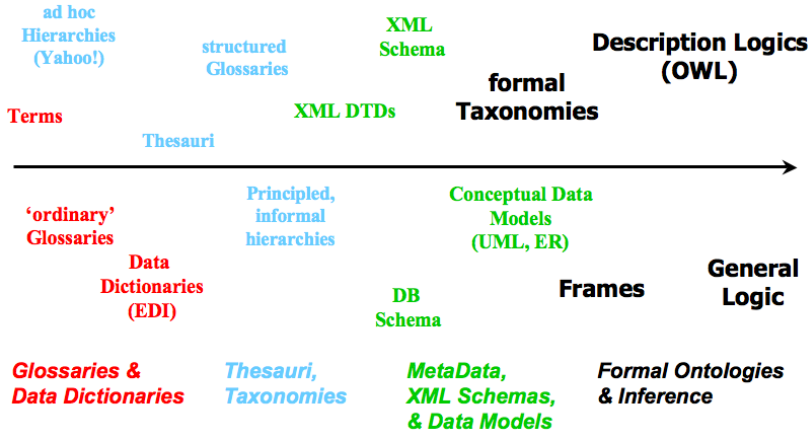 ad hoc
Hierarchies
(Yahoo!)
structured
Glossaries
XML
Schema
Description Logics
(OWL)
formal
Taxonomies
Terms
XML DTDs
Thesauri
‘ordinary’
Glossaries
Principled,
informal
hierarchies
Conceptual Data
Models
(UML, ER)
Data
Dictionaries
(EDI)
DB
Schema
Frames
General
Logic
Glossaries &
Data Dictionaries
Thesauri,
Taxonomies
MetaData,
XML Schemas,
& Data Models
Formal Ontologies
& Inference